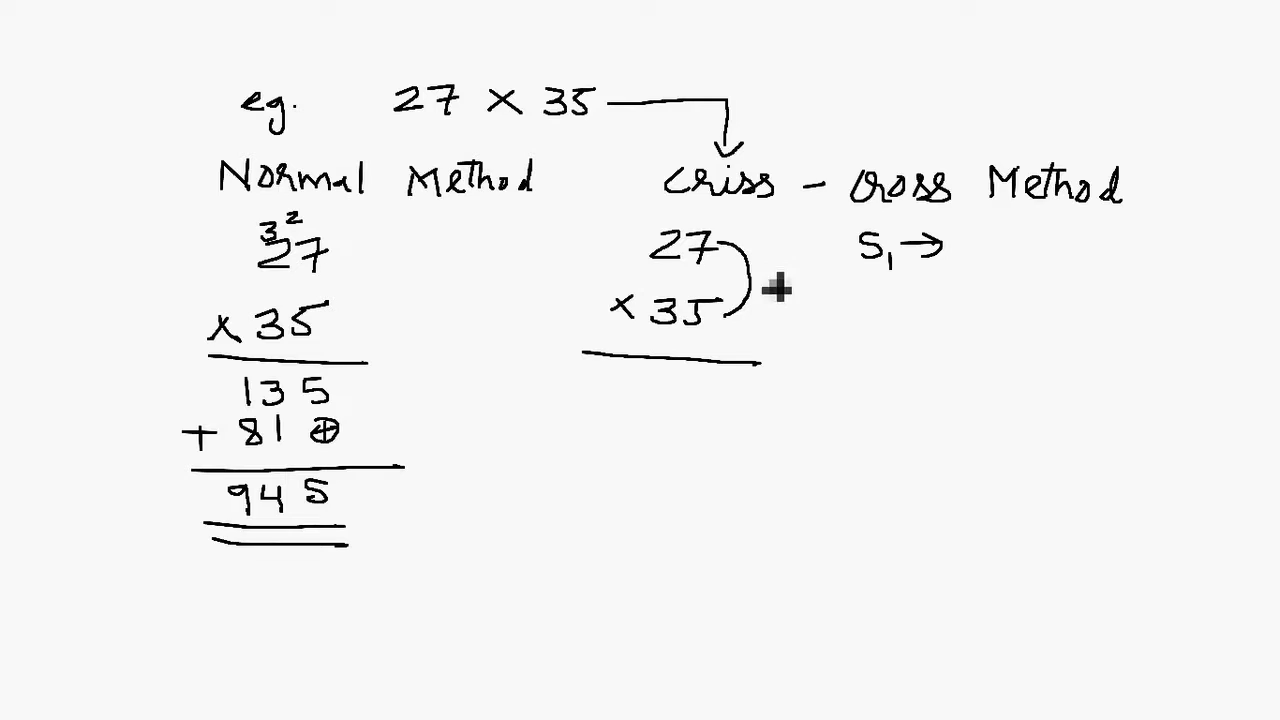 eg. 27 × 35
Normal Method
3 2
27
× 35
135
+ 81 ⊕
945
Criss - Cross Method
27
× 35
S1 →